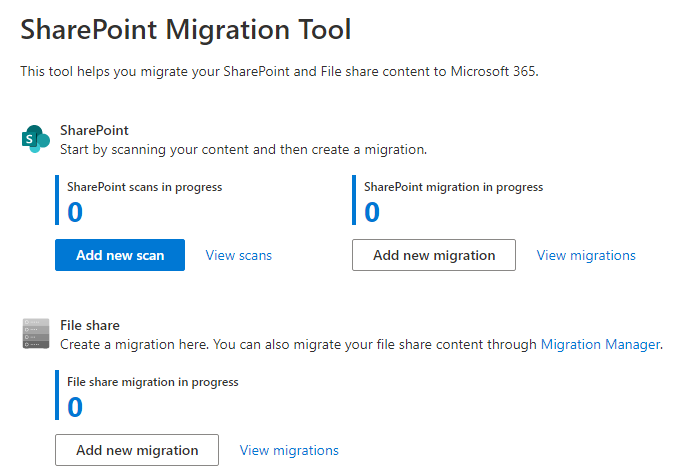 SharePoint Migration Tool
This tool helps you migrate your SharePoint and File share content to Microsoft 365.
S
SharePoint
Start by scanning your content and then create a migration.
SharePoint scans in progress
0
SharePoint migration in progress
0
Add new scan
View scans
Add new migration
View migrations
File share
Create a migration here. You can also migrate your file share content through Migration Manager.
File share migration in progress
0
Add new migration
View migrations